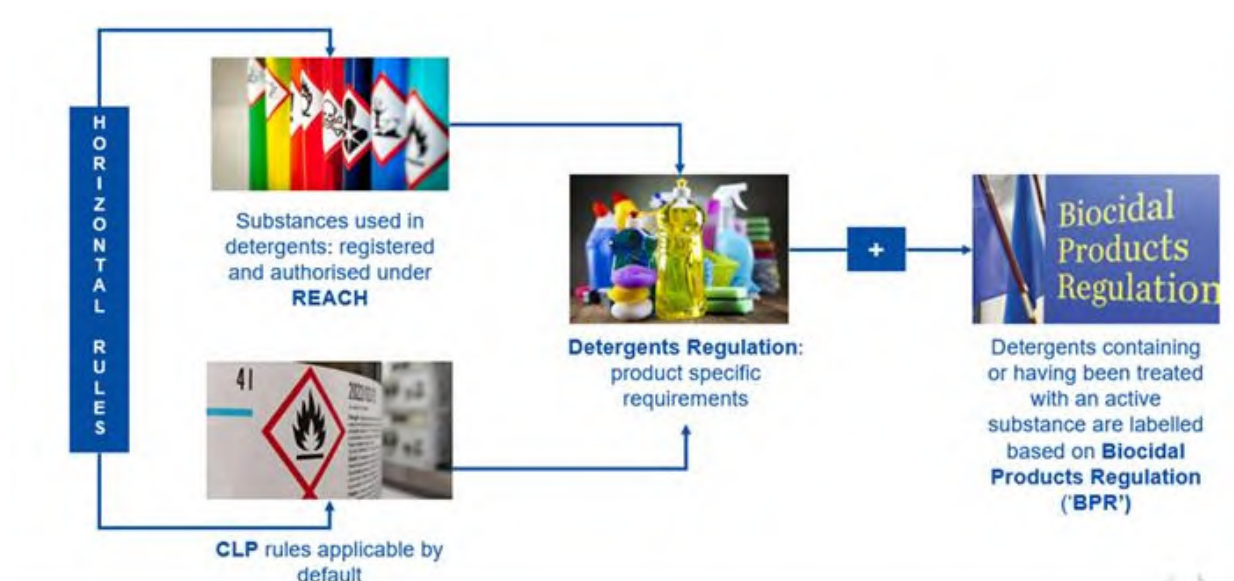 HORIZONTAL RULES
Substances used in
detergents: registered
and authorised under
REACH
4 l
CLP rules applicable by
default
Detergents Regulation:
product specific
requirements
+
Biocidal
Products
Regulation
Detergents containing
or having been treated
with an active
substance are labelled
based on Biocidal
Products Regulation
('BPR')